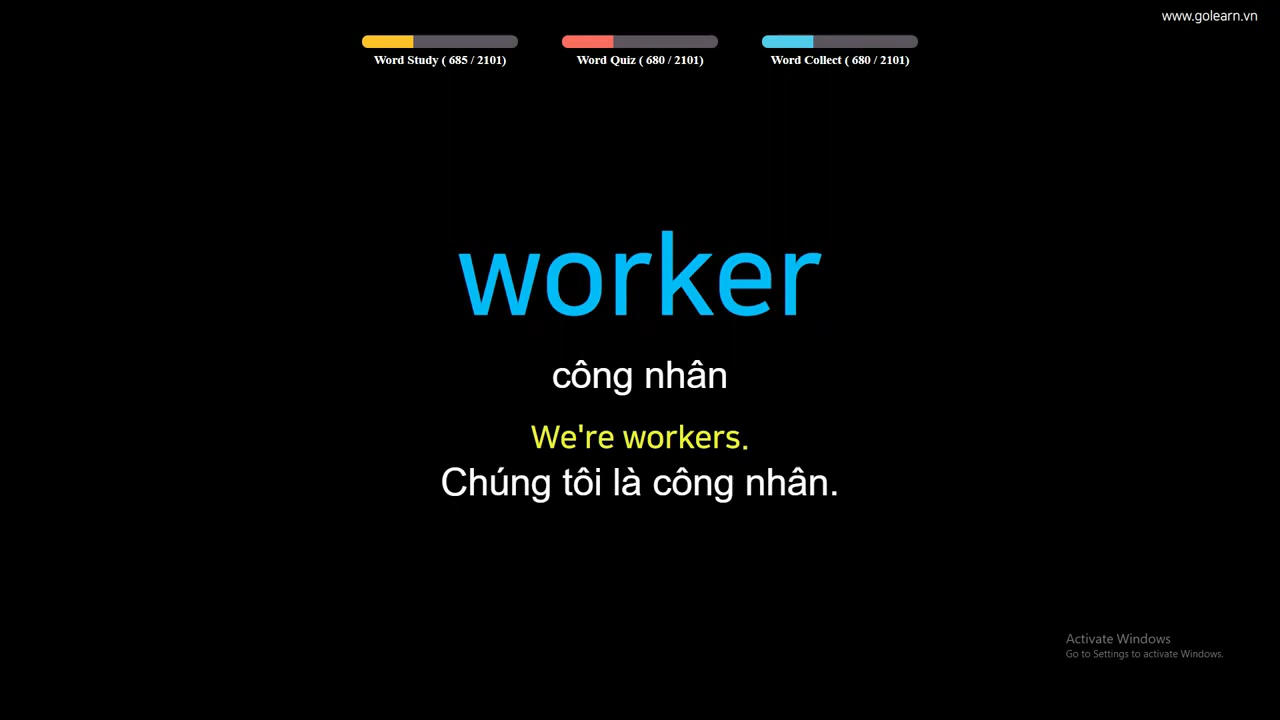 www.golearn.vn
Word Study ( 685 / 2101)
Word Quiz ( 680 / 2101)
Word Collect ( 680 / 2101)
worker
công nhân
We're workers.
Chúng tôi là công nhân.
Activate Windows
Go to Settings to activate Windows.